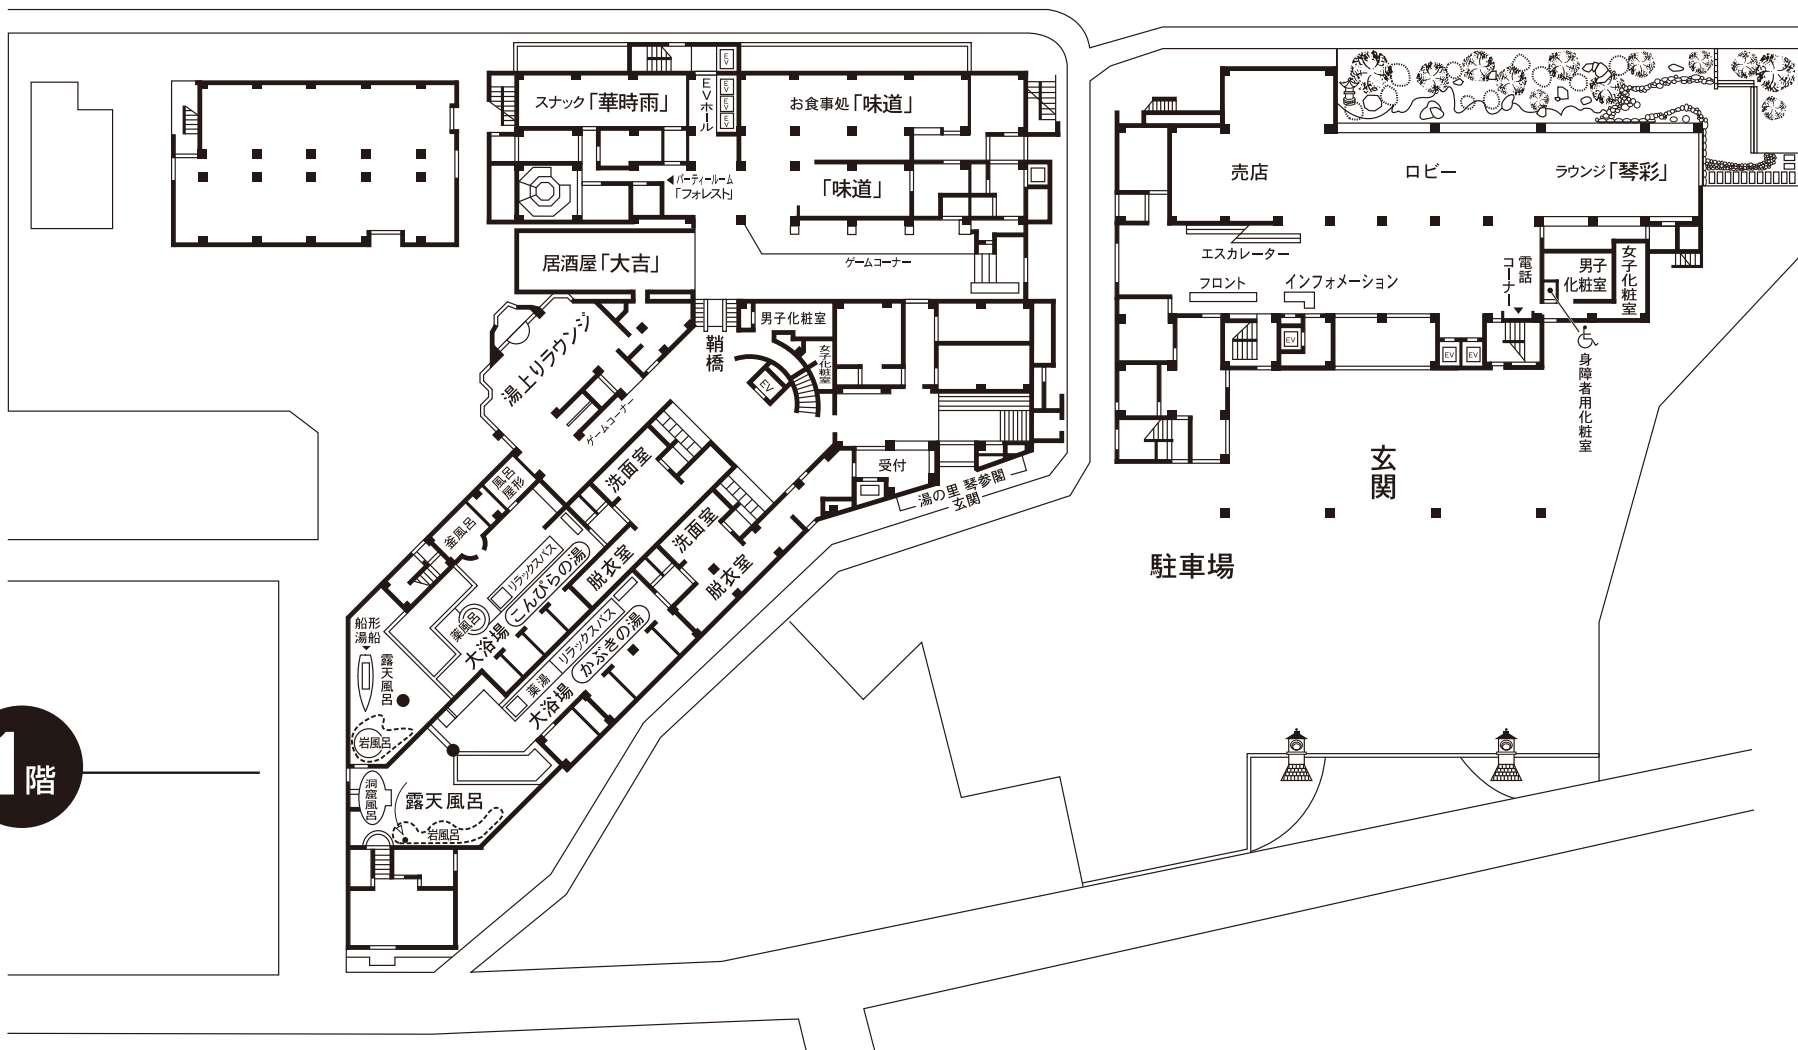 スナック「華時雨」
EVホール
EV
EV
EV
EV
お食事処「味道」
◀パーティールーム
「フォレスト」
「味道」
居酒屋「大吉」
ゲームコーナー
鞘橋
男子化粧室
女子化粧室
EV
湯上りラウンジ
ゲームコーナー
受付
湯の里 琴参閣
玄関
風呂
屋形
釜風呂
洗面室
脱衣室
リラックスバス
こんぴらの湯
薬風呂
大浴場
洗面室
脱衣室
リラックスバス
かぶきの湯
薬湯
大浴場
船形
湯船
露天風呂
岩風呂
洞窟風呂
露天風呂
岩風呂
1階
売店
ロビー
ラウンジ「琴彩」
エスカレーター
フロント
インフォメーション
電話
コーナー
男子
化粧室
女子化粧室
身障者用化粧室
EV
EV
EV
玄関
駐車場